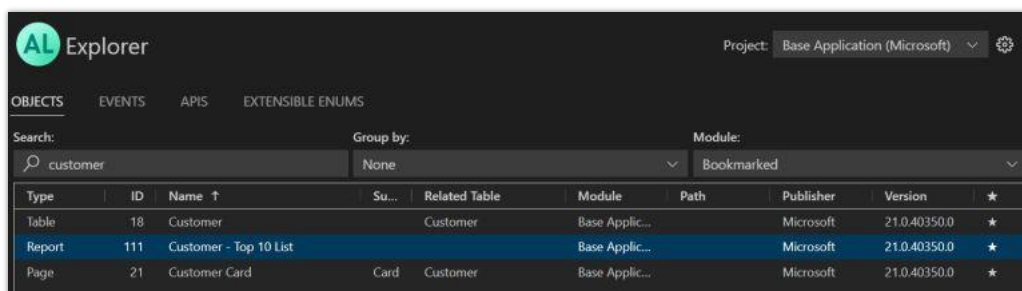 AL Explorer
Project: Base Application (Microsoft)
OBJECTS EVENTS APIS EXTENSIBLE ENUMS
Search: Group by: Module:
customer None Bookmarked
Type ID Name ↑ Su... Related Table Module Path Publisher Version ★
Table 18 Customer Customer Base Applic... Microsoft 21.0.40350.0 ★
Report 111 Customer - Top 10 List Base Applic... Microsoft 21.0.40350.0 ★
Page 21 Customer Card Card Customer Base Applic... Microsoft 21.0.40350.0 ★